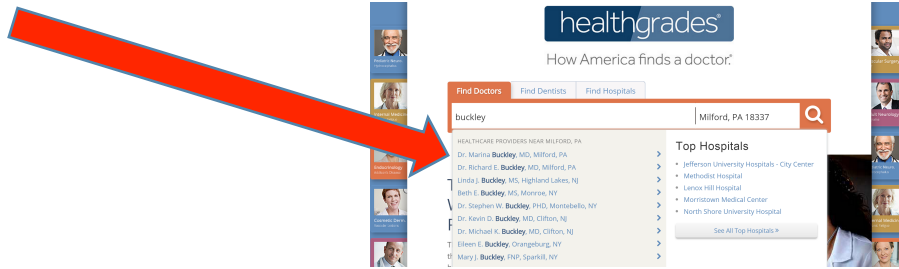 healthgrades®
How America finds a doctor.®
Find Doctors Find Dentists Find Hospitals
buckley Milford, PA 18337
HEALTHCARE PROVIDERS NEAR MILFORD, PA
Dr. Marina Buckley, MD, Milford, PA
Dr. Richard E. Buckley, MD, Milford, PA
Linda J. Buckley, MS, Highland Lakes, NJ
Beth E. Buckley, MS, Monroe, NY
Dr. Stephen W. Buckley, PHD, Montebello, NY
Dr. Kevin D. Buckley, MD, Clifton, NJ
Dr. Michael K. Buckley, MD, Clifton, NJ
Eileen E. Buckley, Orangeburg, NY
Mary J. Buckley, FNP, Sparkill, NY
Top Hospitals
• Jefferson University Hospitals - City Center
• Methodist Hospital
• Lenox Hill Hospital
• Morristown Medical Center
• North Shore University Hospital
See All Top Hospitals »